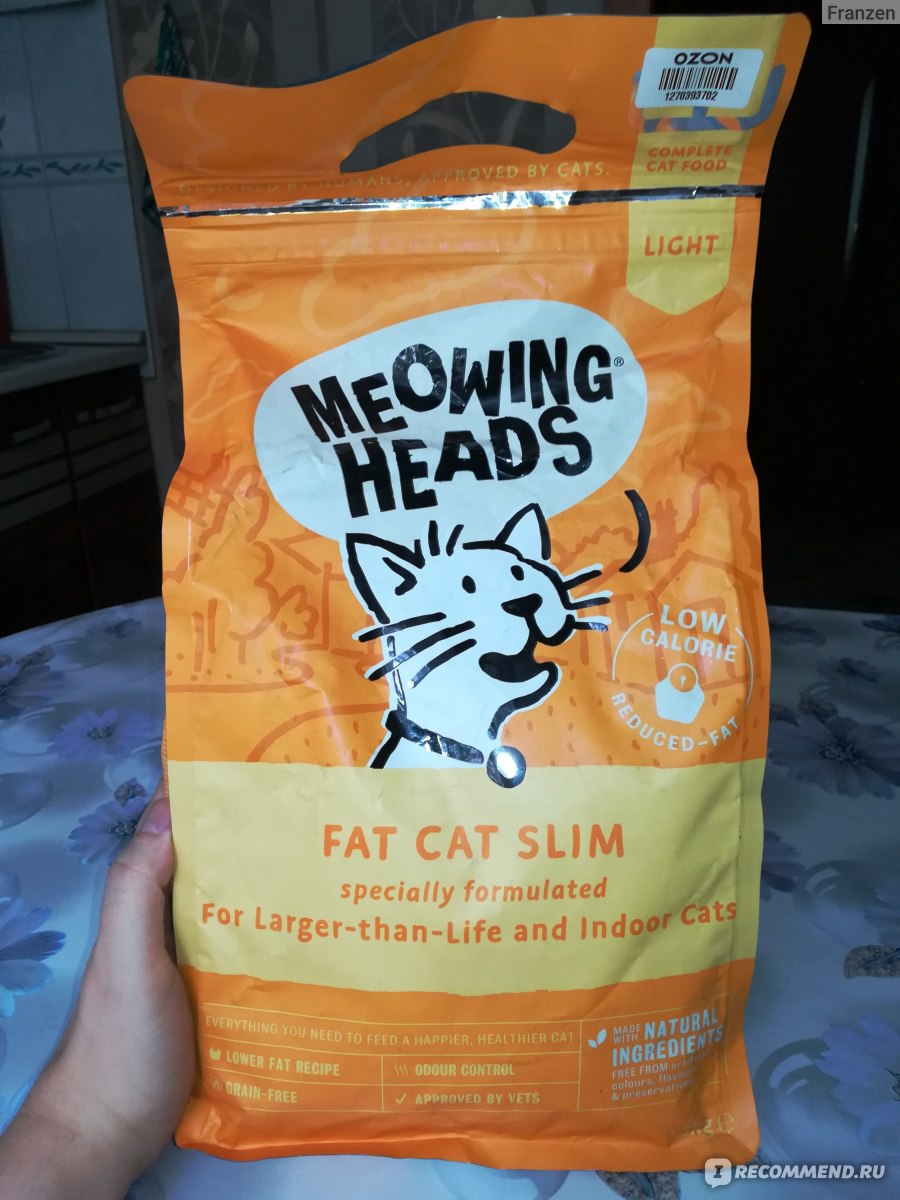 Franzen
OZON
1270393702
COMPLETE
CAT FOOD
DESIGNED BY HUMANS, APPROVED BY CATS.
LIGHT
MEOWING®
HEADS
LOW
CALORIE
REDUCED-FAT
FAT CAT SLIM
specially formulated
For Larger-than-Life and Indoor Cats
EVERYTHING YOU NEED TO FEED A HAPPIER, HEALTHIER CAT
LOWER FAT RECIPE
ODOUR CONTROL
GRAIN-FREE
APPROVED BY VETS
MADE
WITH
NATURAL
INGREDIENTS
FREE FROM
colours,
& preservatives
IRECOMMEND.RU